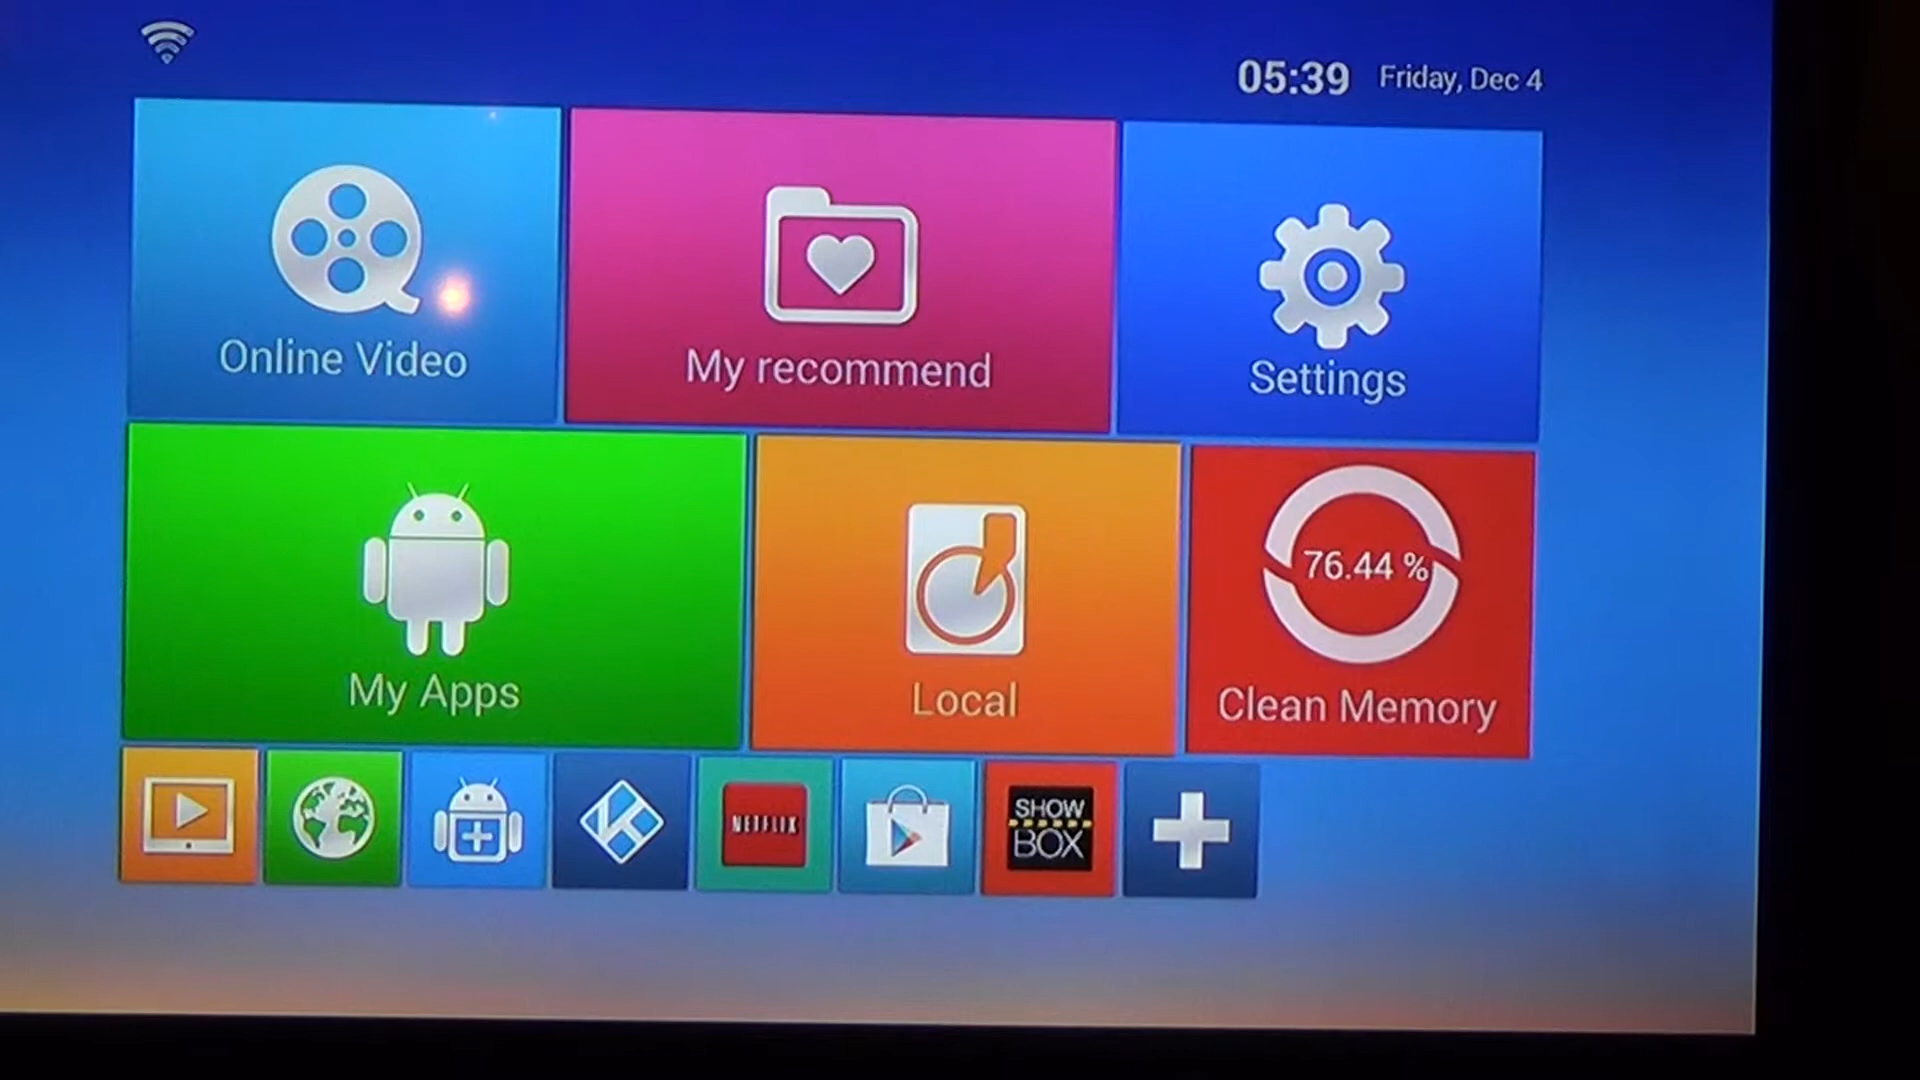 05:39 Friday, Dec 4
Online Video
My recommend
Settings
My Apps
Local
76.44 %
Clean Memory
NETFLIX
SHOW
BOX